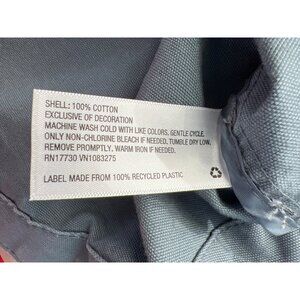 SHELL: 100% COTTON
EXCLUSIVE OF DECORATION
MACHINE WASH COLD WITH LIKE COLORS, GENTLE CYCLE.
ONLY NON-CHLORINE BLEACH IF NEEDED, TUMBLE DRY LOW,
REMOVE PROMPTLY. WARM IRON IF NEEDED.
RN17730 VN1083275
LABEL MADE FROM 100% RECYCLED PLASTIC